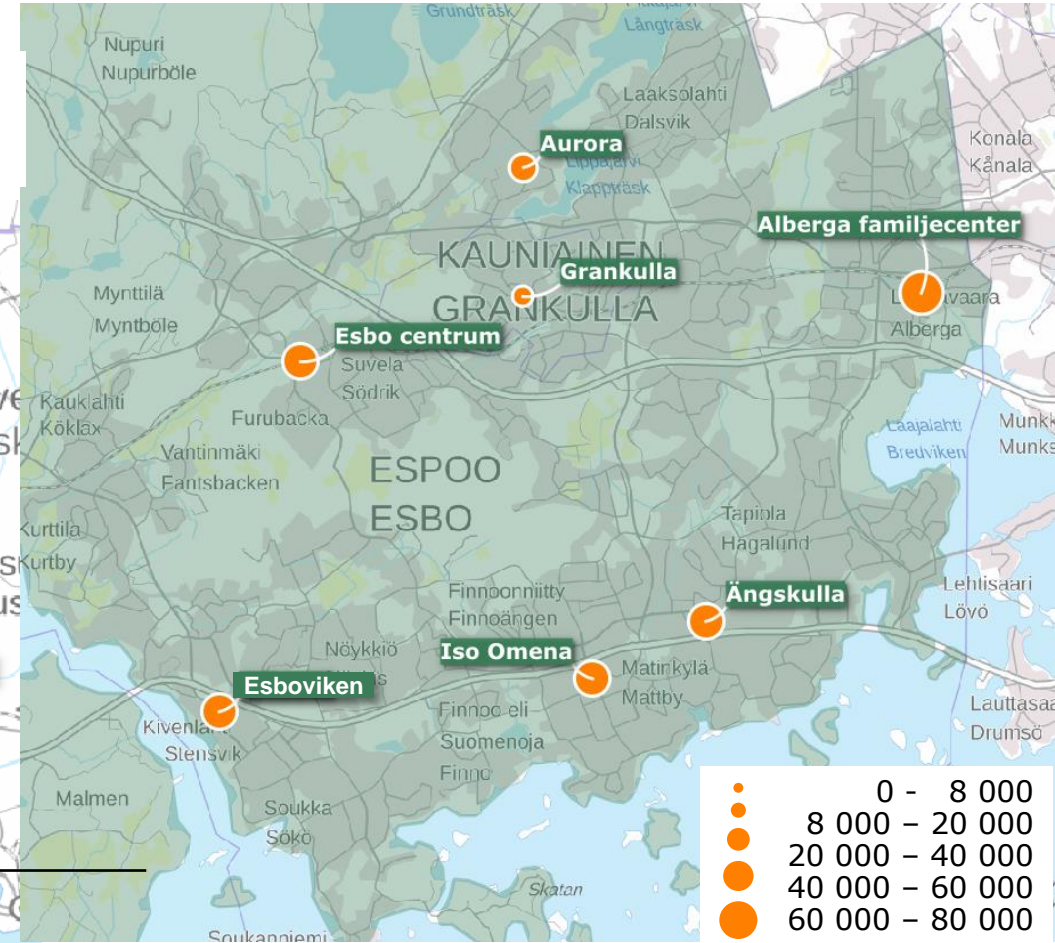 Grundträsk
Långträsk
Nupuri
Nupurböle
Laaksolahti
Dalsvik
Aurora
Lippajärvi
Klappträsk
Konala
Kånala
Alberga familjecenter
KAUNIAINEN
Grankulla
GRANKULLA
Mynttilä
Myntböle
Alberga
Esbo centrum
Suvela
Södrik
Kauklahti
Köklax
Furubacka
Laajalahti
Bredviken
Munkk
Munks
Vantinmäki
Fantsbacken
ESPOO
ESBO
Kurttila
Kurtby
Tapiola
Hagalund
Finnoonniitty
Finnoängen
Ängskulla
Lehtisaari
Lövö
Nöykkiö
Iso Omena
Matinkylä
Mattby
Esboviken
Finnoo eli
Suomenoja
Finno
Kivenlah
Stensvik
Lauttasaa
Drumsö
Malmen
Soukka
Sökö
Skatan
Soukanniemi
0 - 8 000
8 000 – 20 000
20 000 – 40 000
40 000 – 60 000
60 000 – 80 000